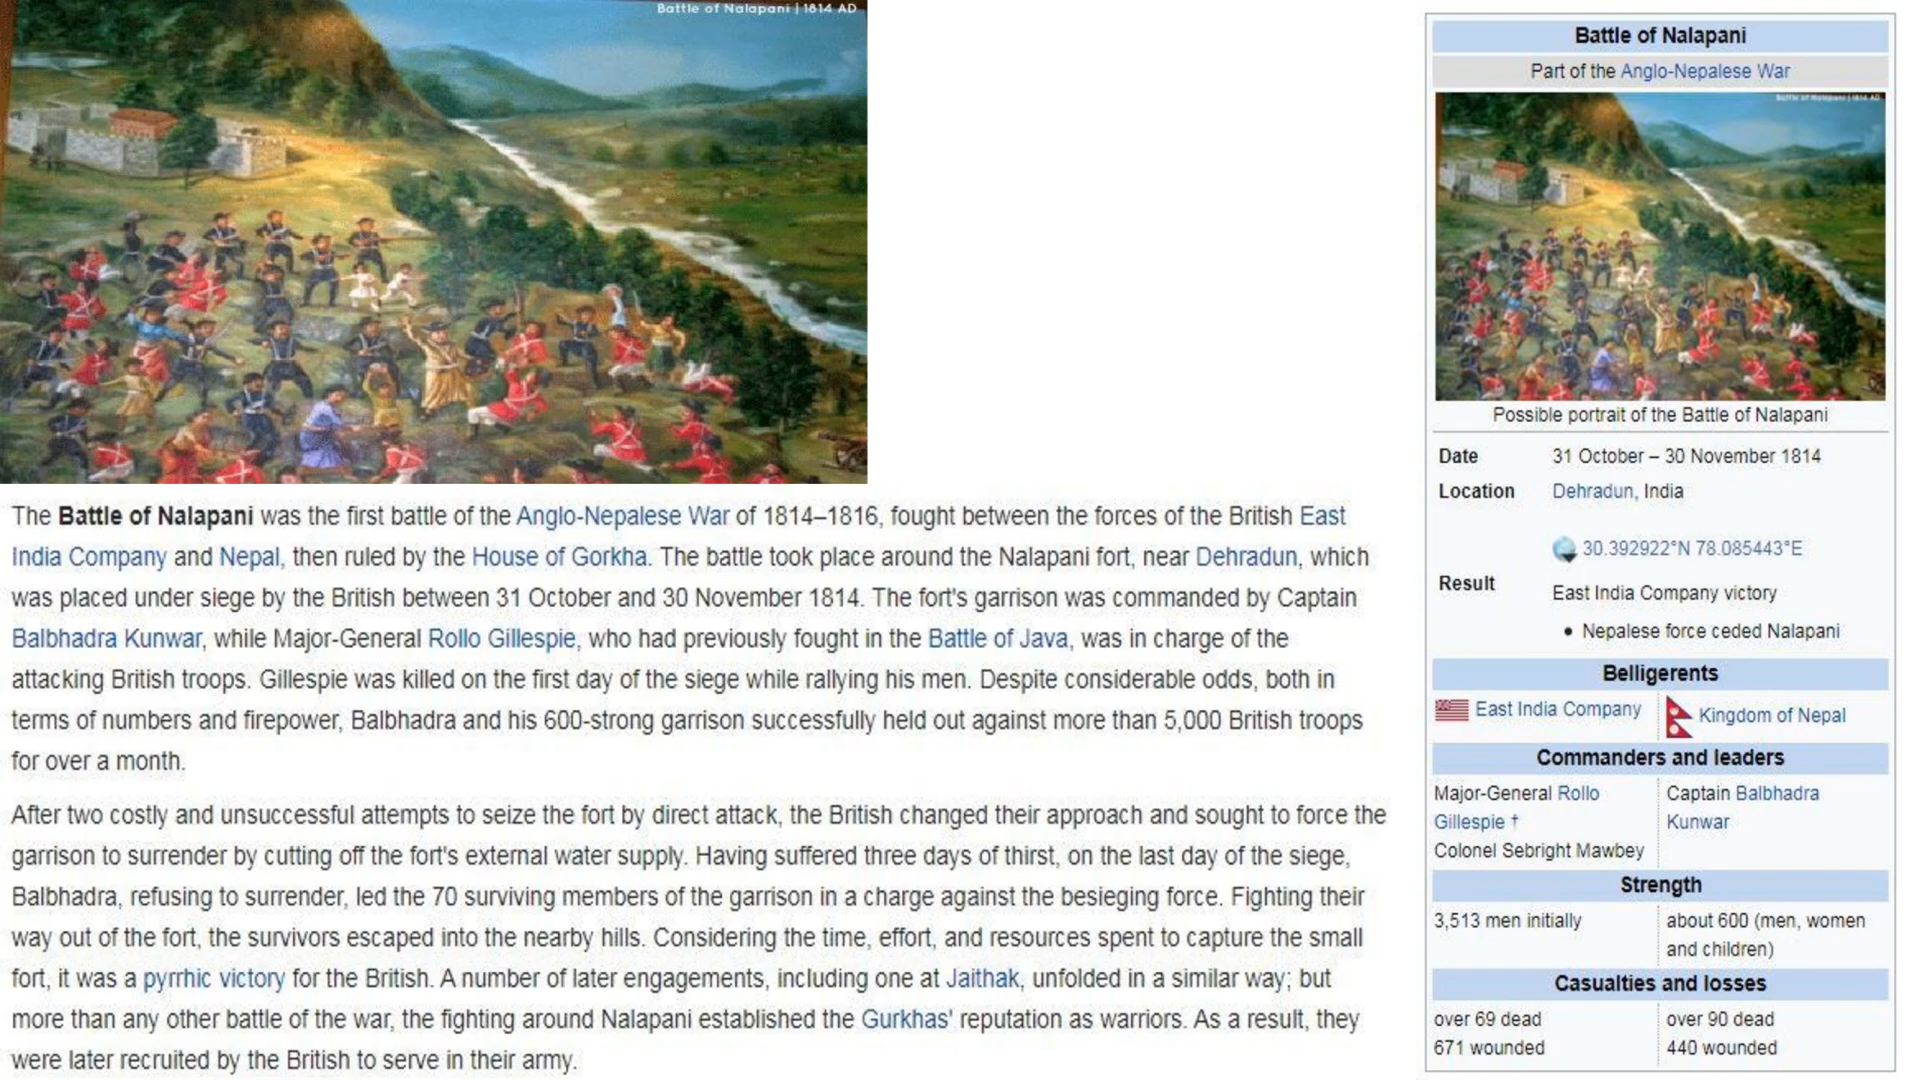 Battle of Nalapani | 1814 AD
The Battle of Nalapani was the first battle of the Anglo-Nepalese War of 1814–1816, fought between the forces of the British East
India Company and Nepal, then ruled by the House of Gorkha. The battle took place around the Nalapani fort, near Dehradun, which
was placed under siege by the British between 31 October and 30 November 1814. The fort's garrison was commanded by Captain
Balbhadra Kunwar, while Major-General Rollo Gillespie, who had previously fought in the Battle of Java, was in charge of the
attacking British troops. Gillespie was killed on the first day of the siege while rallying his men. Despite considerable odds, both in
terms of numbers and firepower, Balbhadra and his 600-strong garrison successfully held out against more than 5,000 British troops
for over a month.
After two costly and unsuccessful attempts to seize the fort by direct attack, the British changed their approach and sought to force the
garrison to surrender by cutting off the fort's external water supply. Having suffered three days of thirst, on the last day of the siege,
Balbhadra, refusing to surrender, led the 70 surviving members of the garrison in a charge against the besieging force. Fighting their
way out of the fort, the survivors escaped into the nearby hills. Considering the time, effort, and resources spent to capture the small
fort, it was a pyrrhic victory for the British. A number of later engagements, including one at Jaithak, unfolded in a similar way; but
more than any other battle of the war, the fighting around Nalapani established the Gurkhas' reputation as warriors. As a result, they
were later recruited by the British to serve in their army.
Battle of Nalapani
Part of the Anglo-Nepalese War
Battle of Nalapani | 1814 AD
Possible portrait of the Battle of Nalapani
Date 31 October – 30 November 1814
Location Dehradun, India
30.392922°N 78.085443°E
Result East India Company victory
• Nepalese force ceded Nalapani
Belligerents
East India Company Kingdom of Nepal
Commanders and leaders
Major-General Rollo
Gillespie †
Colonel Sebright Mawbey
Captain Balbhadra
Kunwar
Strength
3,513 men initially
about 600 (men, women
and children)
Casualties and losses
over 69 dead
671 wounded
over 90 dead
440 wounded